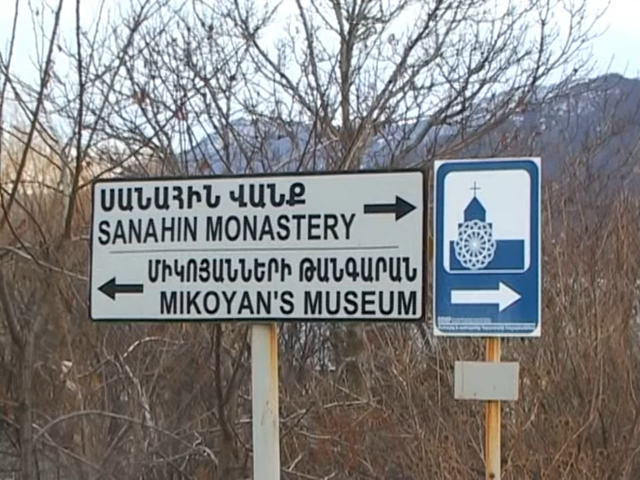 ՍԱՆԱՀԻՆ ՎԱՆՔ
SANAHIN MONASTERY
ՄԻԿՈՅԱՆՆԵՐԻ ԹԱՆԳԱՐԱՆ
MIKOYAN'S MUSEUM